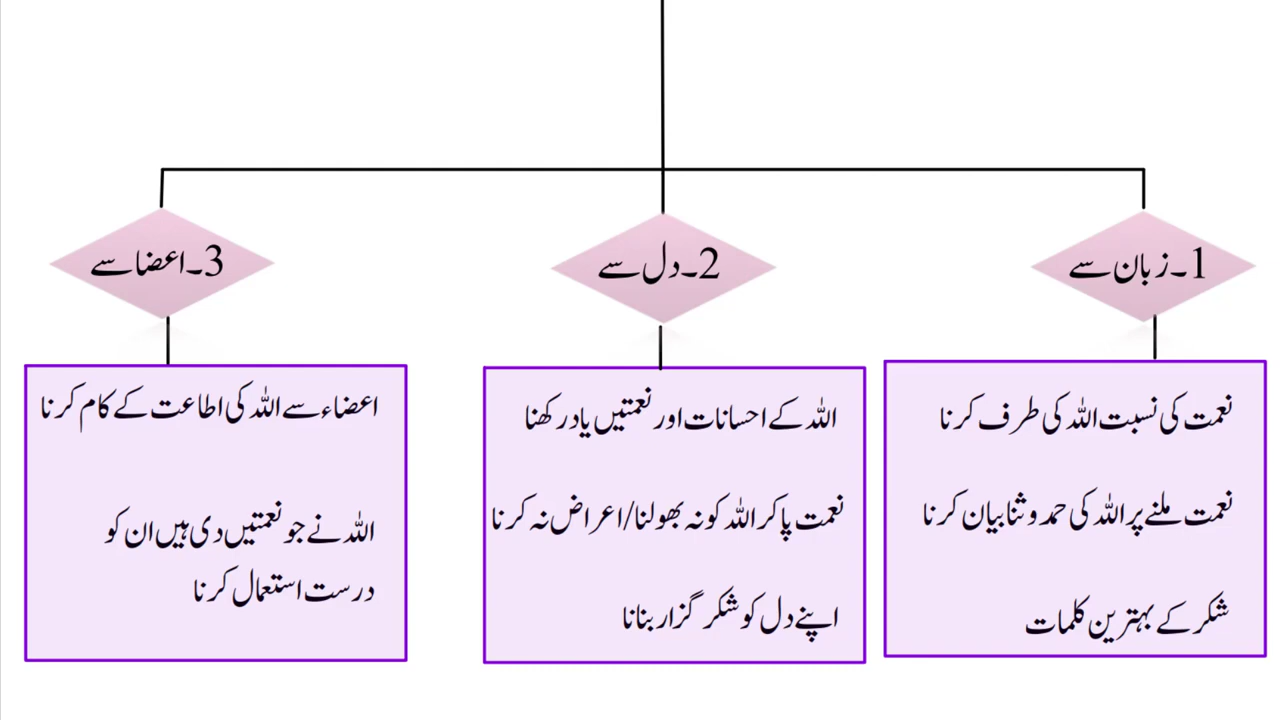 1۔زبان سے
نعمت کی نسبت اللہ کی طرف کرنا
نعمت ملنے پر اللہ کی حمد و ثنا بیان کرنا
شکر کے بہترین کلمات
2۔دل سے
اللہ کے احسانات اور نعمتیں یاد رکھنا
نعمت پا کر اللہ کو نہ بھولنا/اعراض نہ کرنا
اپنے دل کو شکر گزار بنانا
3۔اعضا سے
اعضاء سے اللہ کی اطاعت کے کام کرنا
اللہ نے جو نعمتیں دی ہیں ان کو
درست استعمال کرنا